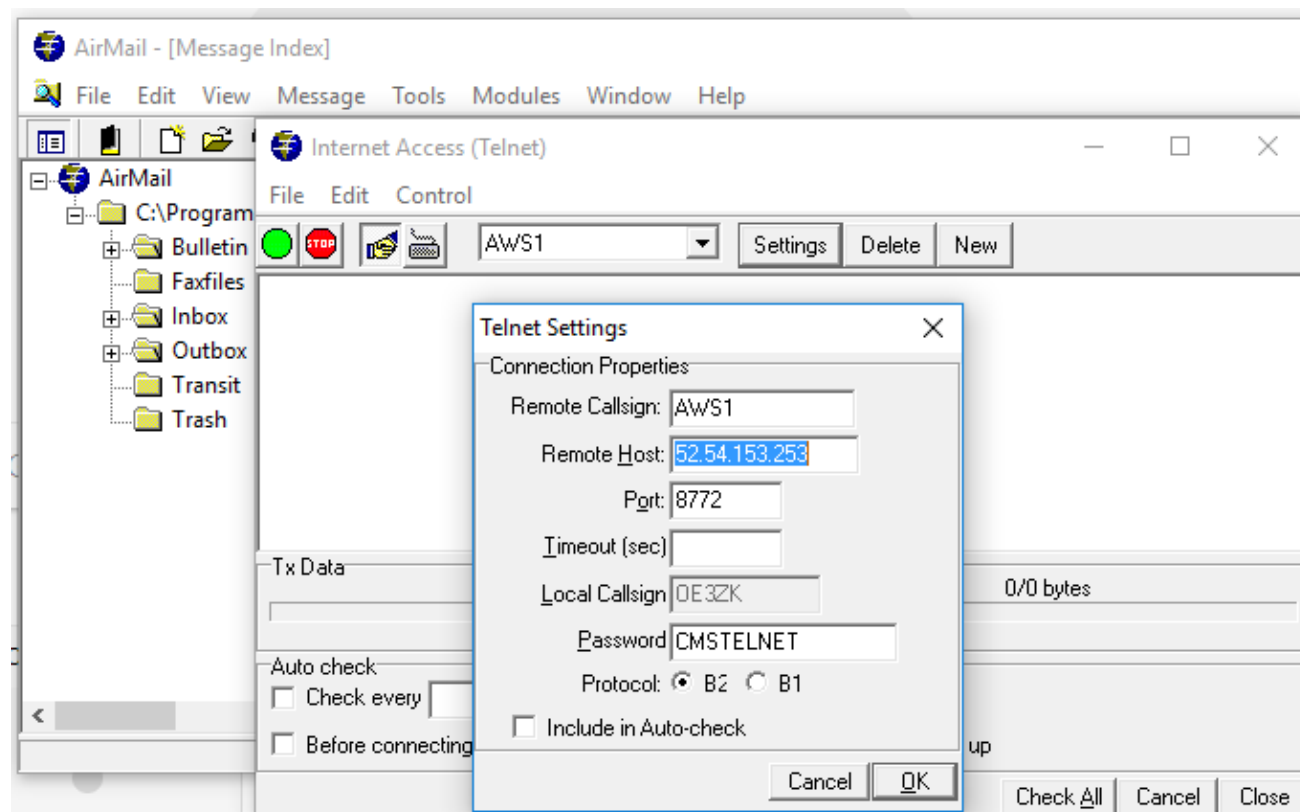 AirMail - [Message Index]
File Edit View Message Tools Modules Window Help
Internet Access (Telnet)
File Edit Control
AWS1 Settings Delete New
AirMail
C:\Program
Bulletin
Faxfiles
Inbox
Outbox
Transit
Trash
Telnet Settings
Connection Properties
Remote Callsign: AWS1
Remote Host: 52.54.153.253
Port: 8772
Timeout (sec)
Local Callsign OE3ZK
Password CMSTELNET
Protocol: B2 B1
Include in Auto-check
Cancel OK
Tx Data
0/0 bytes
Auto check
Check every
Before connecting
up
Check All Cancel Close
STOP